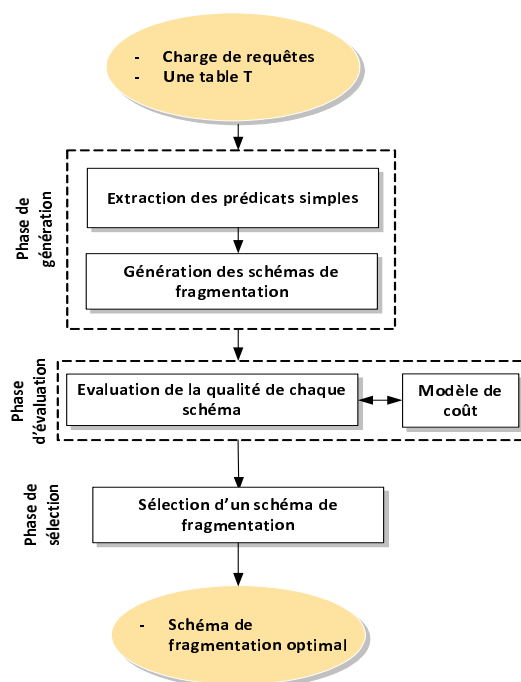 - Charge de requêtes
- Une table T
Phase de
génération
Extraction des prédicats simples
Génération des schémas de
fragmentation
Phase
d'évaluation
Evaluation de la qualité de chaque
schéma
Modèle de
coût
Phase de
sélection
Sélection d'un schéma de
fragmentation
- Schéma de
fragmentation optimal